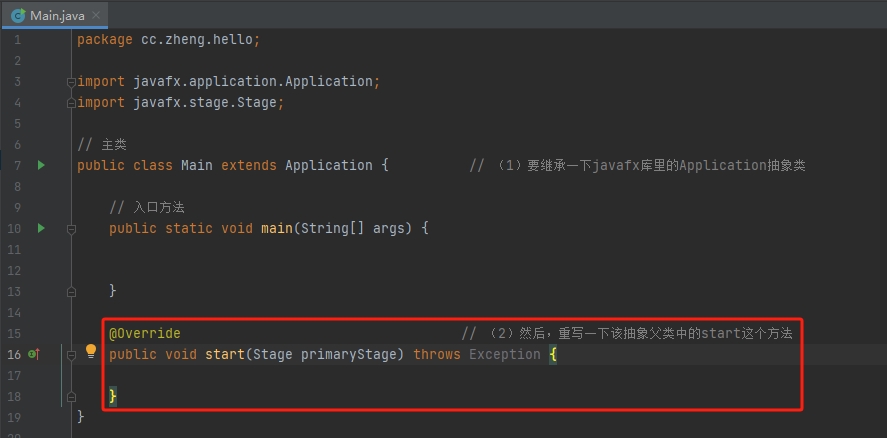 Main.java
1 package cc.zheng.hello;
2
3 import javafx.application.Application;
4 import javafx.stage.Stage;
5
6 // 主类
7 public class Main extends Application { // （1）要继承一下javafx库里的Application抽象类
8
9 // 入口方法
10 public static void main(String[] args) {
11
12
13 }
14
15 @Override // （2）然后，重写一下该抽象父类中的start这个方法
16 public void start(Stage primaryStage) throws Exception {
17
18 }
19 }